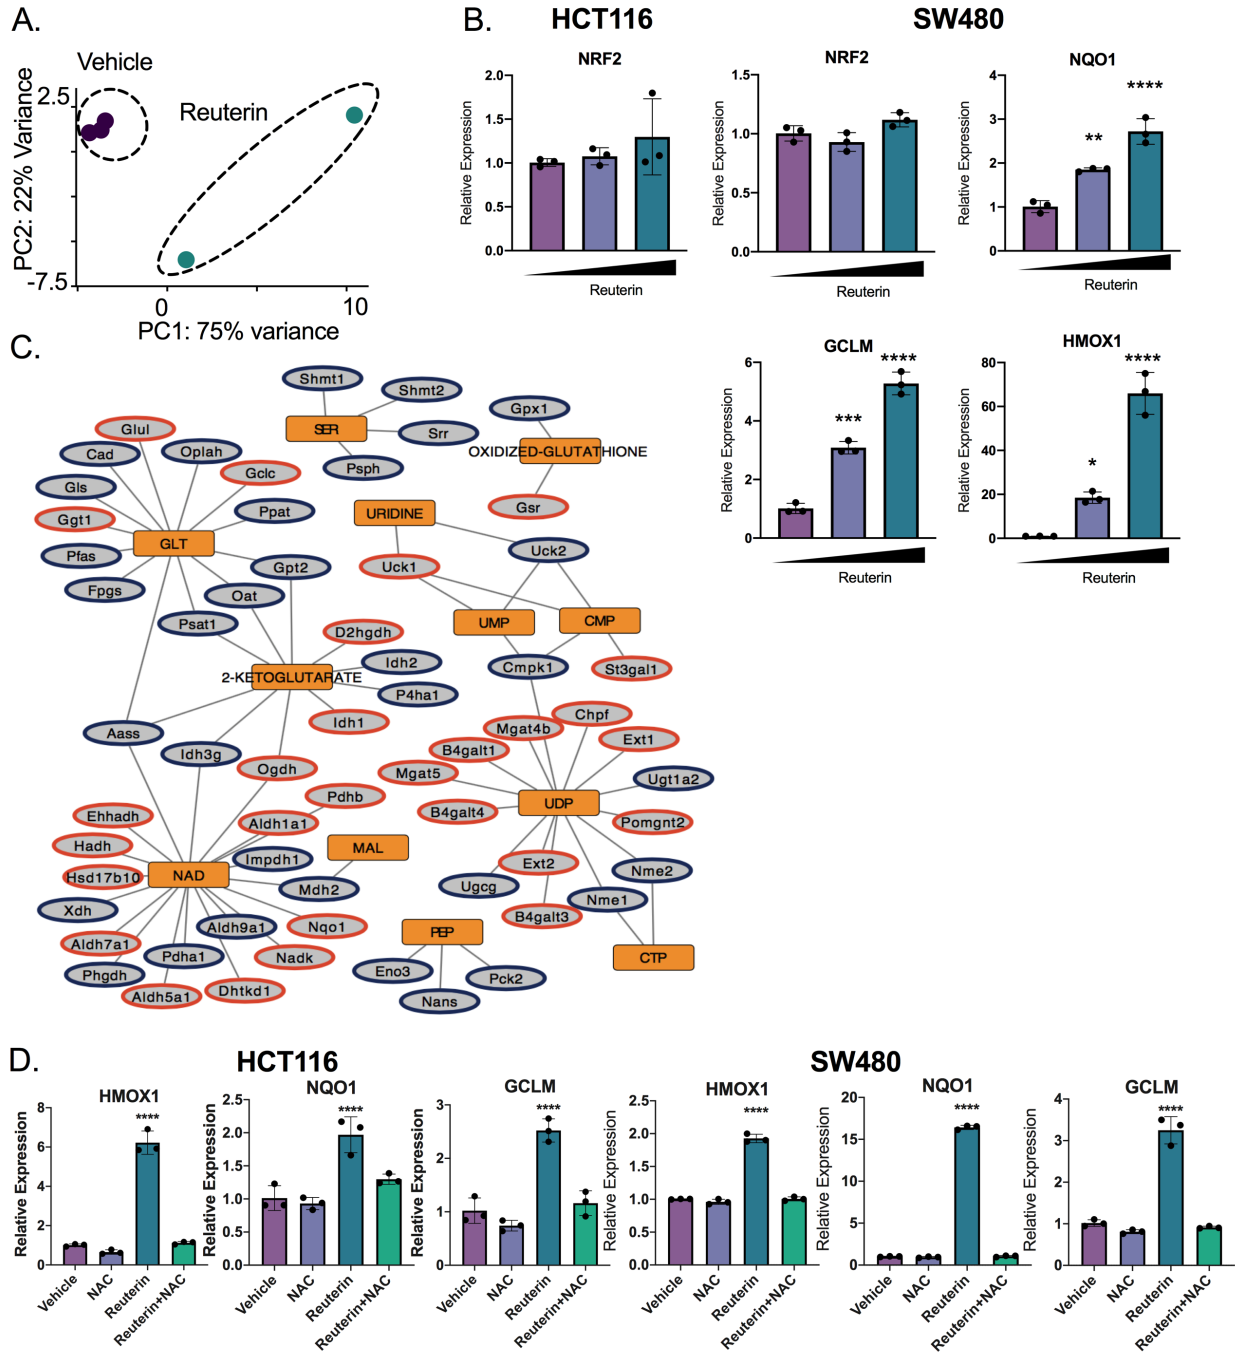 A.
Vehicle
Reuterin
2.5
-7.5
PC2: 22% Variance
0
10
PC1: 75% variance
B.
HCT116
SW480
NRF2
Relative Expression
2.0
1.5
1.0
0.5
0.0
Reuterin
NRF2
Relative Expression
1.5
1.0
0.5
0.0
Reuterin
NQO1
Relative Expression
4
3
2
1
0
**
****
Reuterin
GCLM
Relative Expression
6
4
2
0
***
****
Reuterin
HMOX1
Relative Expression
80
60
40
20
0
*
****
Reuterin
C.
Shmt1
Shmt2
SER
Srr
Psph
Gpx1
OXIDIZED-GLUTATHIONE
Gsr
Glul
Cad
Oplah
Gclc
Gls
Ggt1
Ppat
GLT
Pfas
Gpt2
Fpgs
Oat
Psat1
URIDINE
Uck2
Uck1
UMP
CMP
Cmpk1
St3gal1
D2hgdh
Idh2
2-KETOGLUTARATE
P4ha1
Idh1
Aass
Idh3g
Ogdh
Pdhb
Ehhadh
Aldh1a1
Hadh
Impdh1
MAL
Hsd17b10
NAD
Mdh2
Xdh
Aldh9a1
Nqo1
Aldh7a1
Pdha1
Nadk
Phgdh
Aldh5a1
Dhtkd1
Chpf
Mgat4b
Ext1
B4galt1
Mgat5
Ugt1a2
UDP
B4galt4
Pomgnt2
Ext2
Nme2
Ugcg
Nme1
B4galt3
CTP
PEP
Eno3
Pck2
Nans
D.
HCT116
SW480
HMOX1
Relative Expression
8
6
4
2
0
****
Vehicle
NAC
Reuterin
Reuterin+NAC
NQO1
Relative Expression
2.5
2.0
1.5
1.0
0.5
0.0
****
Vehicle
NAC
Reuterin
Reuterin+NAC
GCLM
Relative Expression
3
2
1
0
****
Vehicle
NAC
Reuterin
Reuterin+NAC
HMOX1
Relative Expression
2.5
2.0
1.5
1.0
0.5
0.0
****
Vehicle
NAC
Reuterin
Reuterin+NAC
NQO1
Relative Expression
20
15
10
5
0
****
Vehicle
NAC
Reuterin
Reuterin+NAC
GCLM
Relative Expression
4
3
2
1
0
****
Vehicle
NAC
Reuterin
Reuterin+NAC